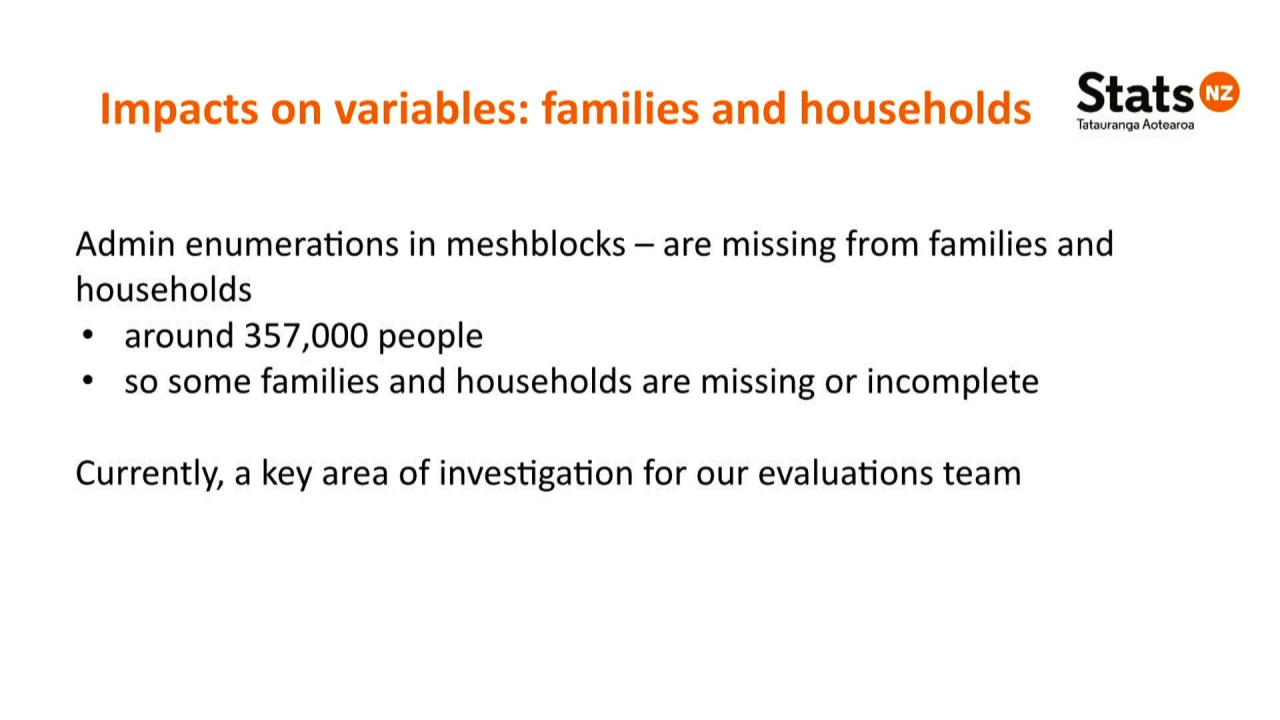 Impacts on variables: families and households
Stats NZ
Tatauranga Aotearoa
Admin enumerations in meshblocks – are missing from families and
households
• around 357,000 people
• so some families and households are missing or incomplete
Currently, a key area of investigation for our evaluations team